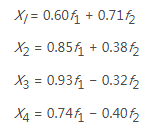 X₁ = 0.60f₁ + 0.71f₂
X₂ = 0.85f₁ + 0.38f₂
X₃ = 0.93f₁ − 0.32f₂
X₄ = 0.74f₁ − 0.40f₂